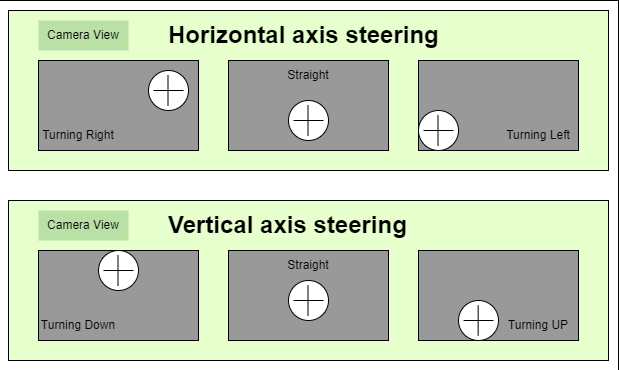 Camera View
Horizontal axis steering
Turning Right
Straight
Turning Left
Camera View
Vertical axis steering
Turning Down
Straight
Turning UP